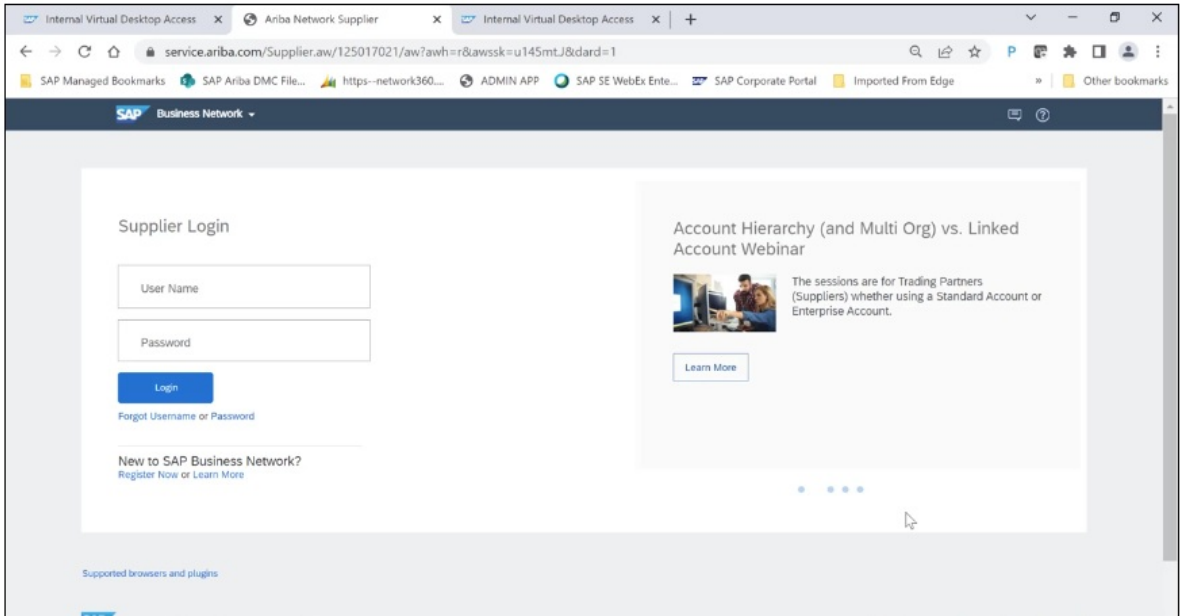 Internal Virtual Desktop Access
Ariba Network Supplier
Internal Virtual Desktop Access
service.ariba.com/Supplier.aw/125017021/aw?awh=r&awssk=u145mtJ&dard=1
SAP Managed Bookmarks
SAP Ariba DMC File...
https--network360....
ADMIN APP
SAP SE WebEx Ente...
SAP Corporate Portal
Imported From Edge
Other bookmarks
SAP Business Network
Supplier Login
User Name
Password
Login
Forgot Username or Password
New to SAP Business Network?
Register Now or Learn More
Account Hierarchy (and Multi Org) vs. Linked
Account Webinar
The sessions are for Trading Partners
(Suppliers) whether using a Standard Account or
Enterprise Account.
Learn More
Supported browsers and plugins